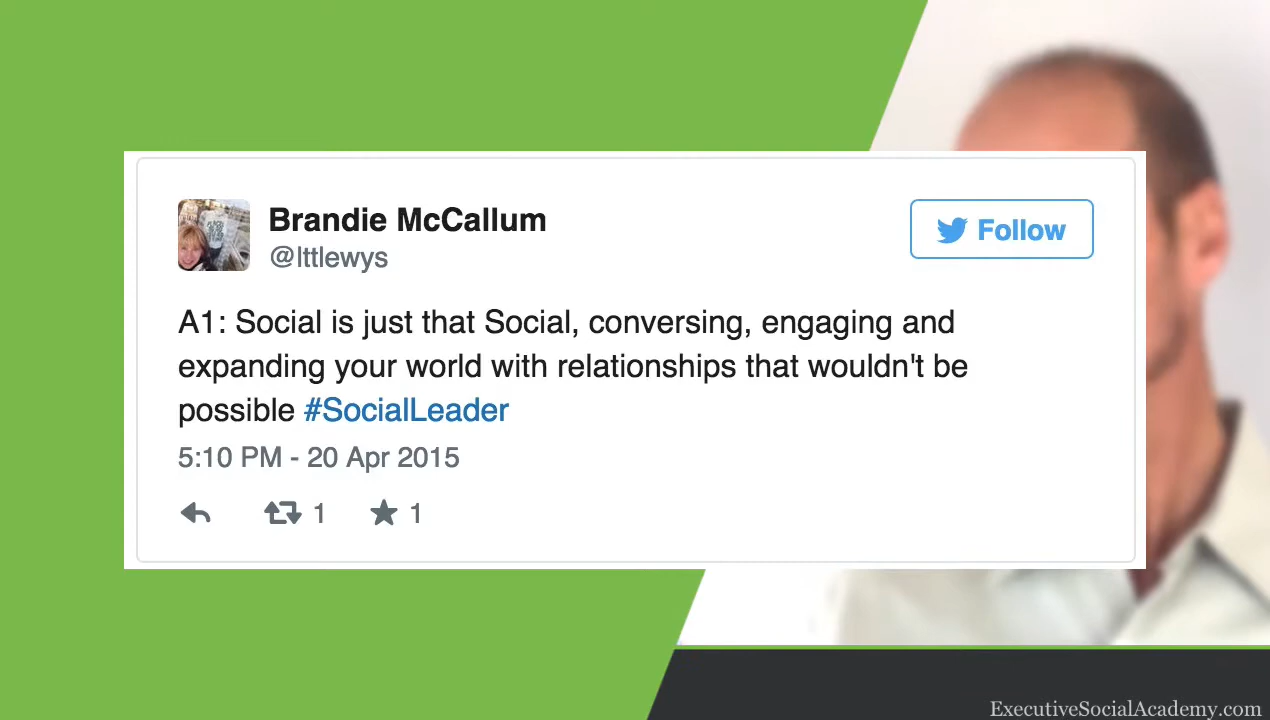 Brandie McCallum
@lttlewys
Follow
A1: Social is just that Social, conversing, engaging and
expanding your world with relationships that wouldn't be
possible #SocialLeader
5:10 PM - 20 Apr 2015
1 1
ExecutiveSocialAcademy.com